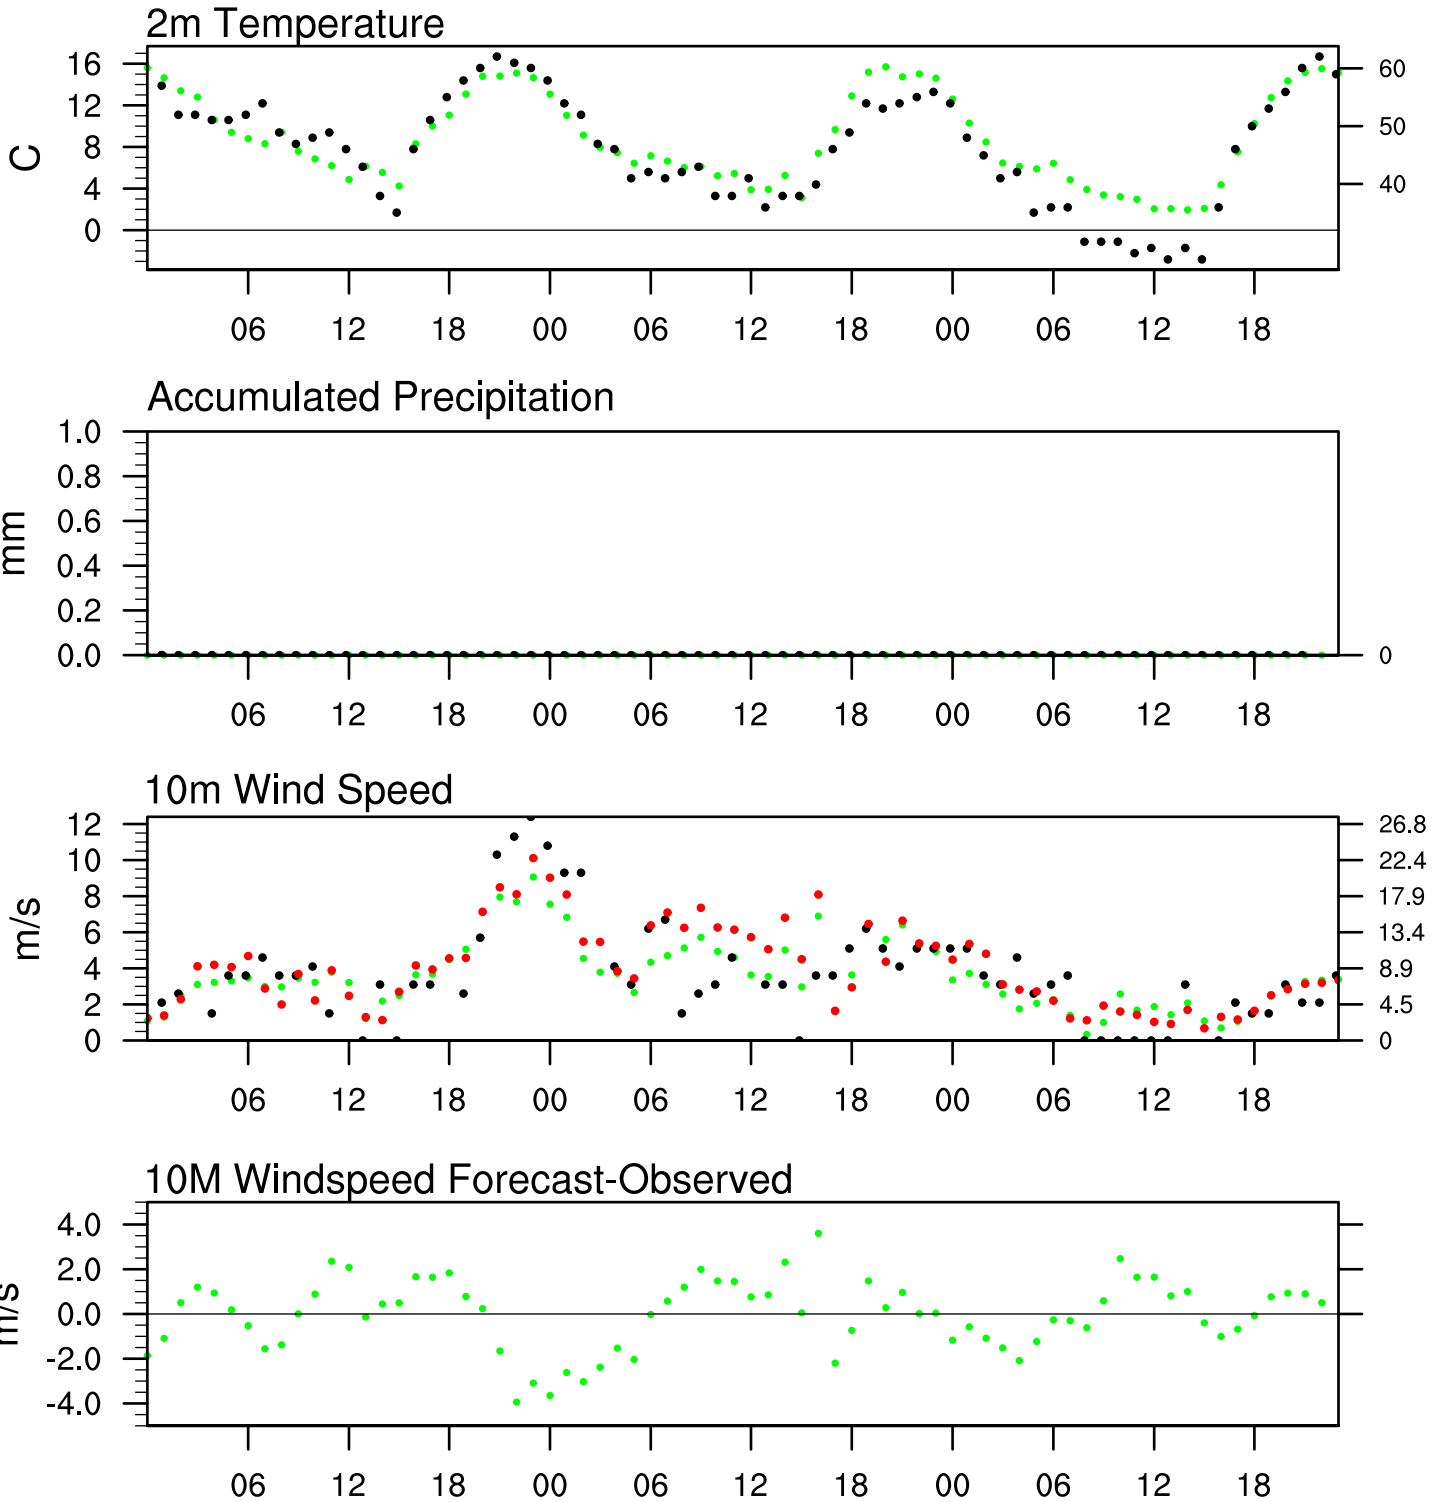 2m Temperature
16
12
8
4
0
C
60
50
40
06 12 18 00 06 12 18 00 06 12 18
Accumulated Precipitation
1.0
0.8
0.6
0.4
0.2
0.0
mm
0
06 12 18 00 06 12 18 00 06 12 18
10m Wind Speed
12
10
8
6
4
2
0
m/s
26.8
22.4
17.9
13.4
8.9
4.5
0
06 12 18 00 06 12 18 00 06 12 18
10M Windspeed Forecast-Observed
4.0
2.0
0.0
-2.0
-4.0
m/s
06 12 18 00 06 12 18 00 06 12 18